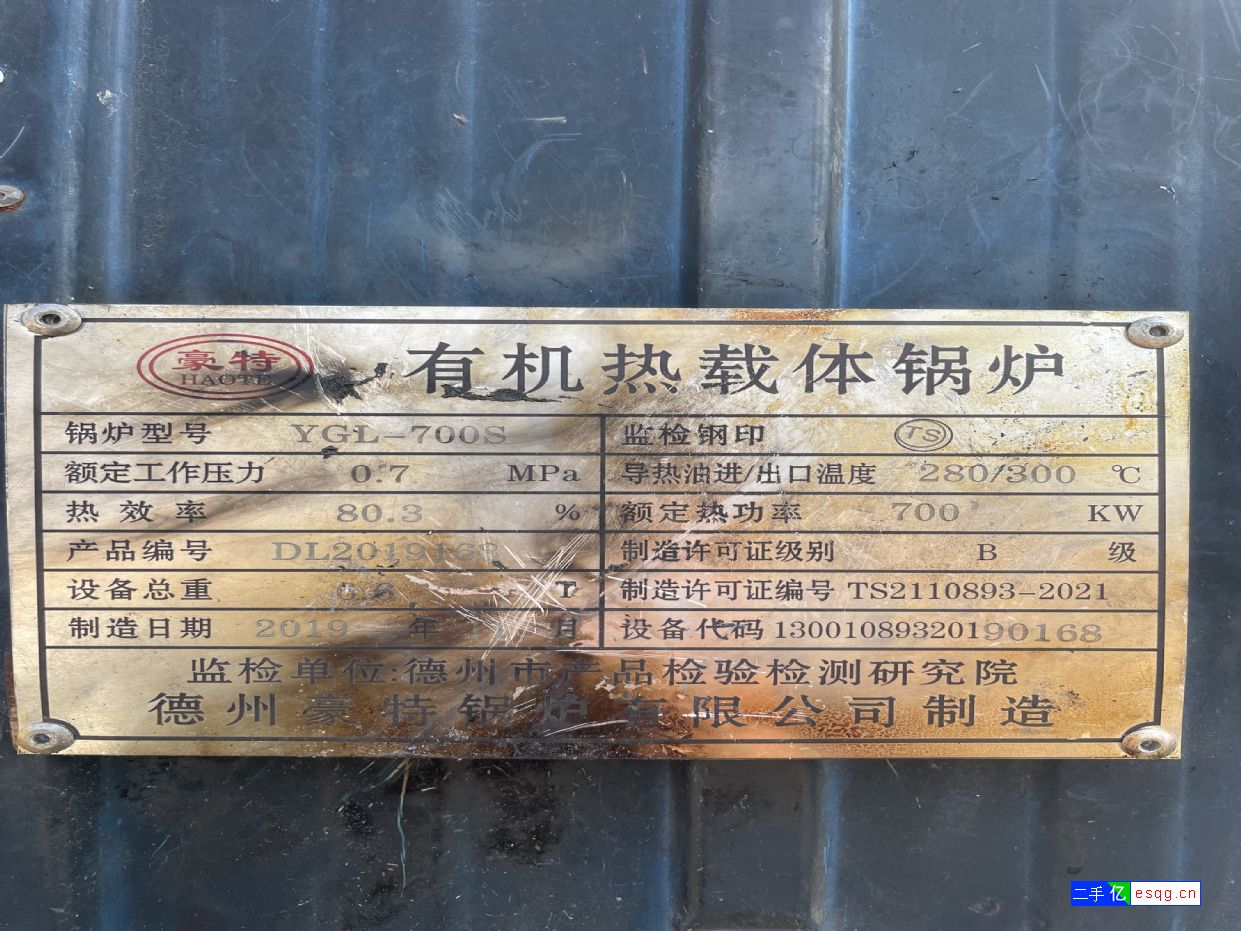 豪特 HAOTE 有机热载体锅炉
锅炉型号 YGL-700S 监检钢印 TS
额定工作压力 0.7 MPa 导热油进/出口温度 280/300 ℃
热效率 80.3 % 额定热功率 700 KW
产品编号 DL2019168 制造许可证级别 B 级
设备总重 T 制造许可证编号 TS2110893-2021
制造日期 2019 年 月 设备代码 13001089320190168
监检单位:德州市产品检验检测研究院
德州豪特锅炉有限公司制造
二手亿 esqg.cn